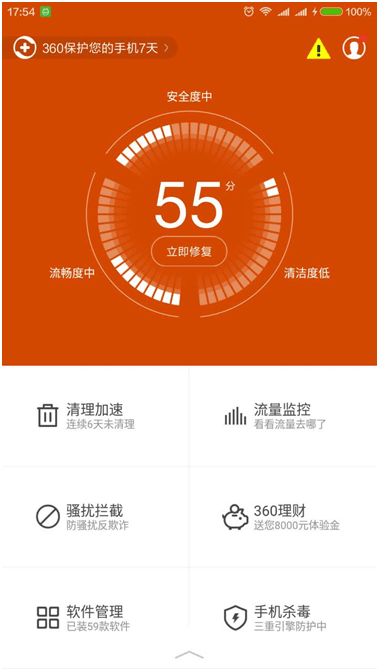 17:54 100%
360保护您的手机7天
安全度中
55分
立即修复
流畅度中 清洁度低
清理加速 流量监控
连续6天未清理 看看流量去哪了
骚扰拦截 360理财
防骚扰反欺诈 送您8000元体验金
软件管理 手机杀毒
已装59款软件 三重引擎防护中